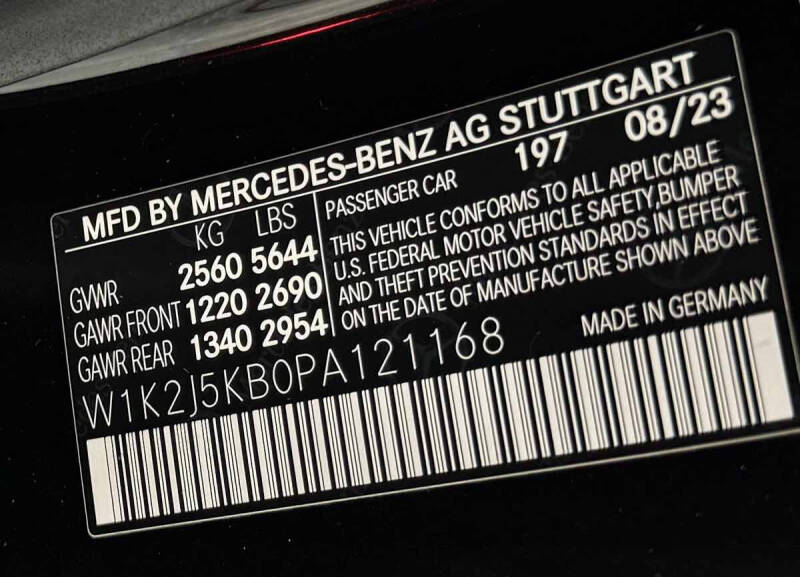 MFD BY MERCEDES-BENZ AG STUTTGART
KG LBS
GVWR 2560 5644
GAWR FRONT 1220 2690
GAWR REAR 1340 2954
PASSENGER CAR 197 08/23
THIS VEHICLE CONFORMS TO ALL APPLICABLE
U.S. FEDERAL MOTOR VEHICLE SAFETY,BUMPER
AND THEFT PREVENTION STANDARDS IN EFFECT
ON THE DATE OF MANUFACTURE SHOWN ABOVE
W1K2J5KB0PA121168
MADE IN GERMANY